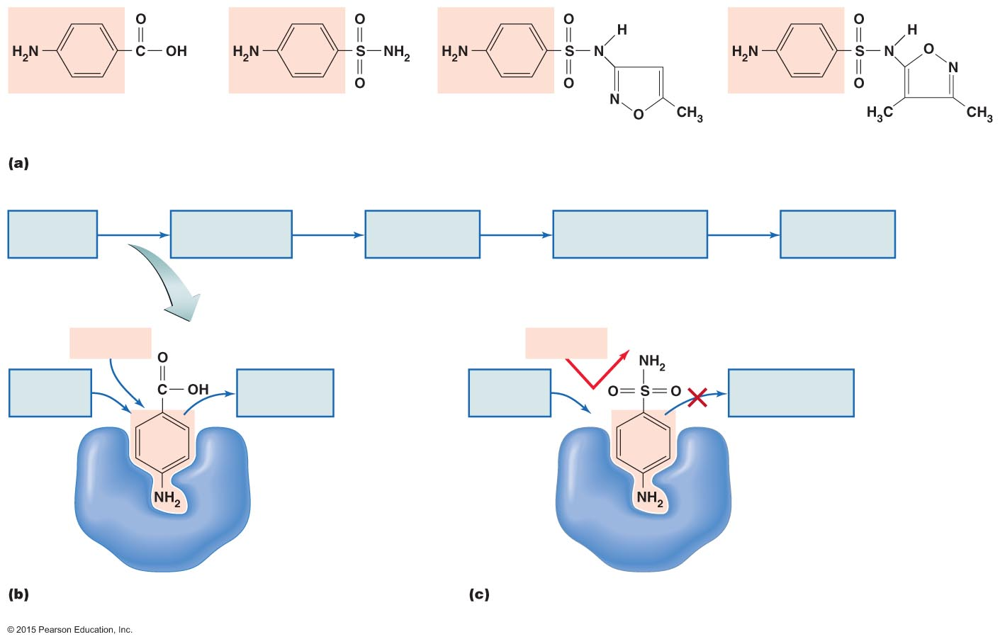 H₂N C O OH
H₂N S O O NH₂
H₂N S O O N H N O CH₃
H₂N S O O N H O N H₃C CH₃
(a)
O
C OH
NH₂
(b)
NH₂
O S O
NH₂
(c)
© 2015 Pearson Education, Inc.